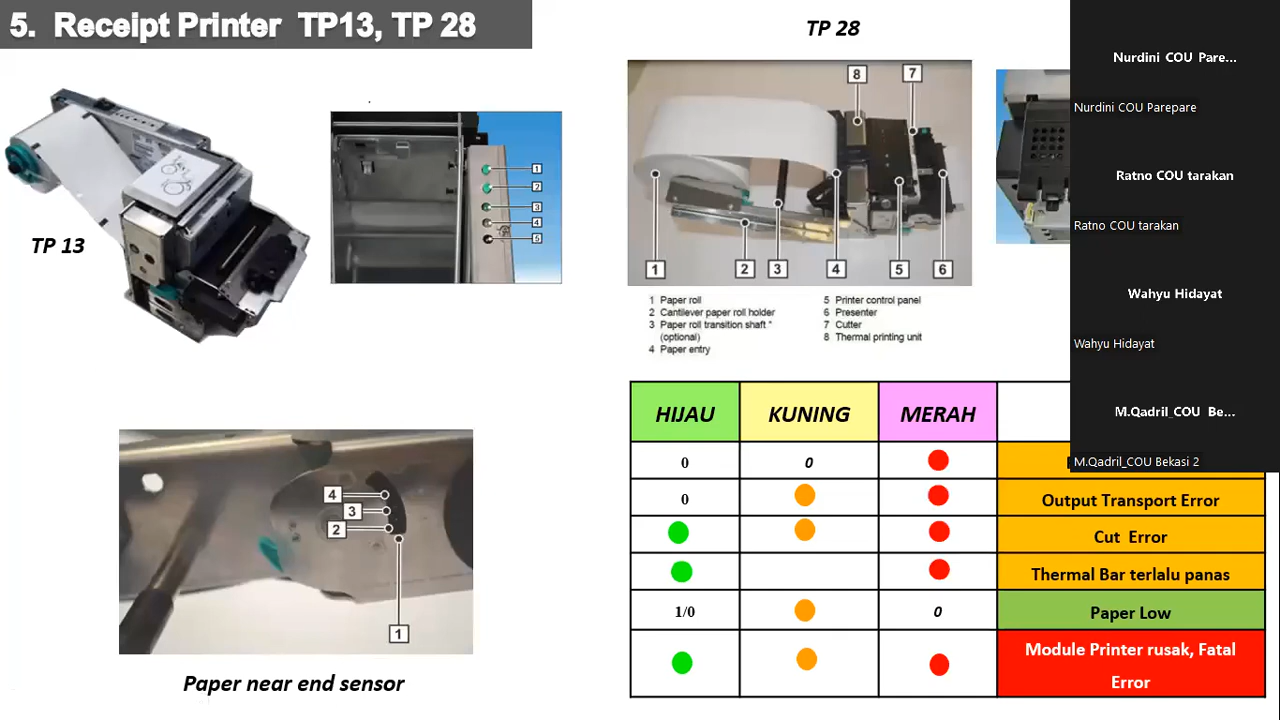 5. Receipt Printer TP13, TP 28
TP 28
TP 13
1
2
3
4
5
8
7
1
2
3
4
5
6
1 Paper roll
2 Cantilever paper roll holder
3 Paper roll transition shaft *
(optional)
4 Paper entry
5 Printer control panel
6 Presenter
7 Cutter
8 Thermal printing unit
4
3
2
1
Paper near end sensor
HIJAU KUNING MERAH
0 0
0 Output Transport Error
Cut Error
Thermal Bar terlalu panas
1/0 0 Paper Low
Module Printer rusak, Fatal
Error
Nurdini COU Pare...
Nurdini COU Parepare
Ratno COU tarakan
Ratno COU tarakan
Wahyu Hidayat
Wahyu Hidayat
M.Qadril_COU Be...
M.Qadril_COU Bekasi 2